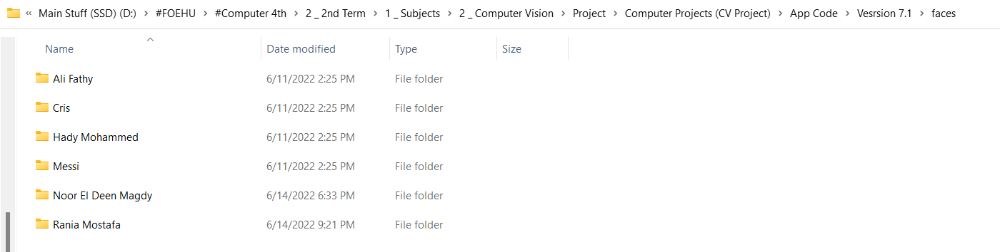 « Main Stuff (SSD) (D:) > #FOEHU > #Computer 4th > 2 _ 2nd Term > 1 _ Subjects > 2 _ Computer Vision > Project > Computer Projects (CV Project) > App Code > Vesrsion 7.1 > faces
Name Date modified Type Size
Ali Fathy 6/11/2022 2:25 PM File folder
Cris 6/11/2022 2:25 PM File folder
Hady Mohammed 6/11/2022 2:25 PM File folder
Messi 6/11/2022 2:25 PM File folder
Noor El Deen Magdy 6/14/2022 6:33 PM File folder
Rania Mostafa 6/14/2022 9:21 PM File folder